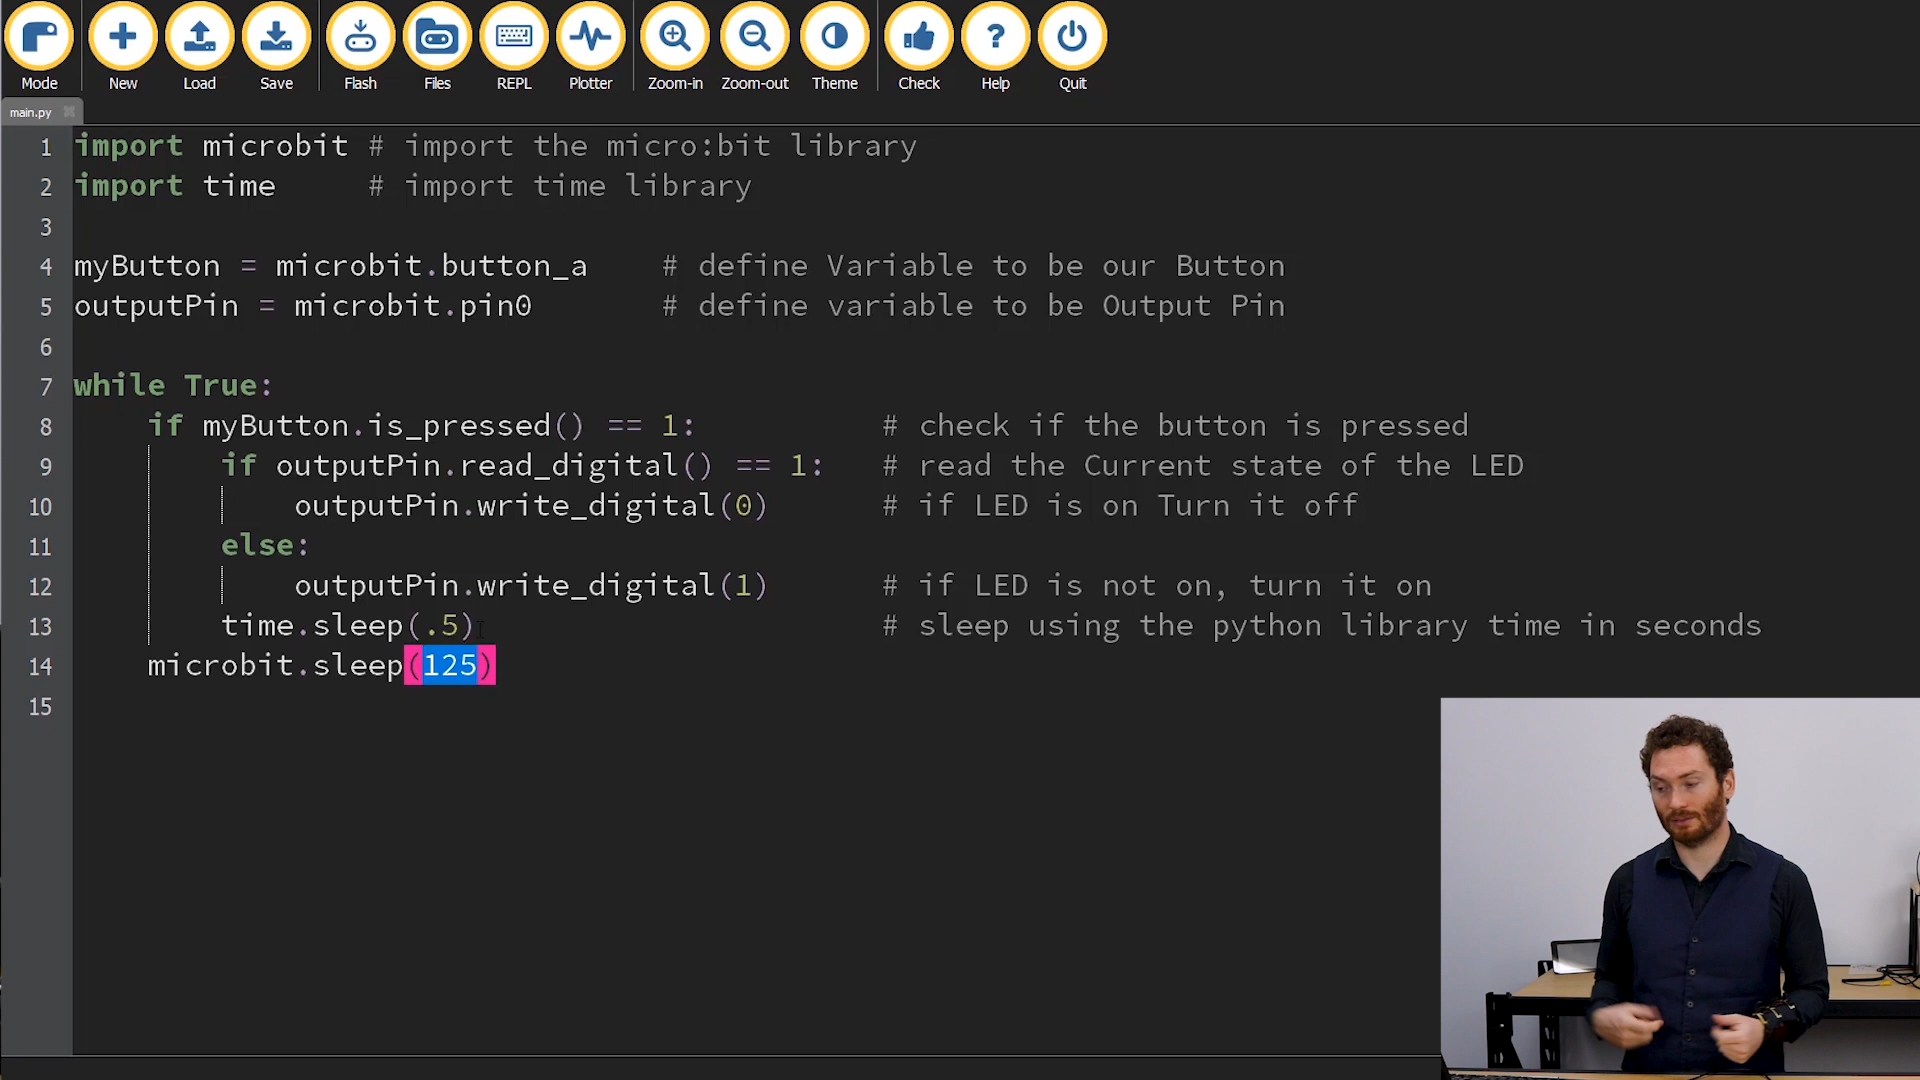 Mode New Load Save Flash Files REPL Plotter Zoom-in Zoom-out Theme Check Help Quit
main.py
1 import microbit # import the micro:bit library
2 import time # import time library
3
4 myButton = microbit.button_a # define Variable to be our Button
5 outputPin = microbit.pin0 # define variable to be Output Pin
6
7 while True:
8 if myButton.is_pressed() == 1: # check if the button is pressed
9 if outputPin.read_digital() == 1: # read the Current state of the LED
10 outputPin.write_digital(0) # if LED is on Turn it off
11 else:
12 outputPin.write_digital(1) # if LED is not on, turn it on
13 time.sleep(.5) # sleep using the python library time in seconds
14 microbit.sleep(125)
15